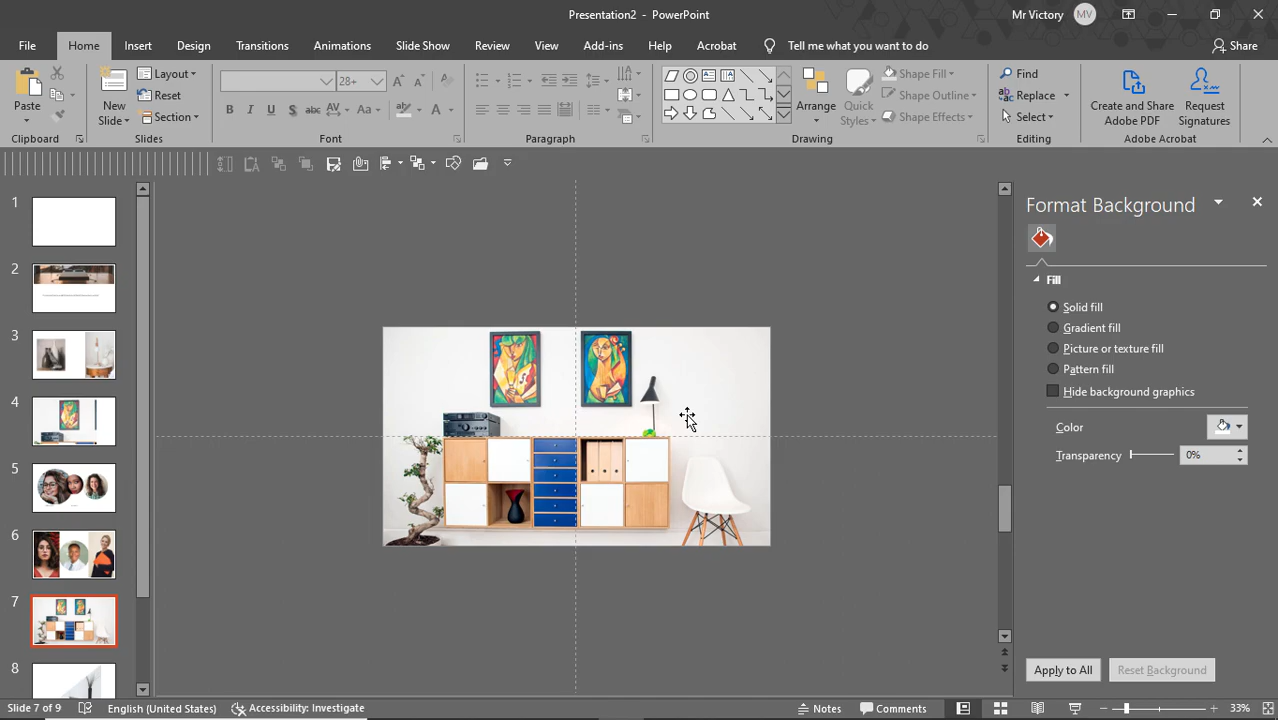 Presentation2 - PowerPoint
Mr Victory MV
File Home Insert Design Transitions Animations Slide Show Review View Add-ins Help Acrobat Tell me what you want to do Share
Paste
New Slide
Layout
Reset
Section
28+
Aa
Arrange
Quick Styles
Shape Fill
Shape Outline
Shape Effects
Find
Replace
Select
Create and Share Adobe PDF
Request Signatures
Clipboard Slides Font Paragraph Drawing Editing Adobe Acrobat
Format Background
Fill
Solid fill
Gradient fill
Picture or texture fill
Pattern fill
Hide background graphics
Color
Transparency 0%
Apply to All Reset Background
1
2
3
4
5
6
7
8
Slide 7 of 9 English (United States) Accessibility: Investigate Notes Comments 33%